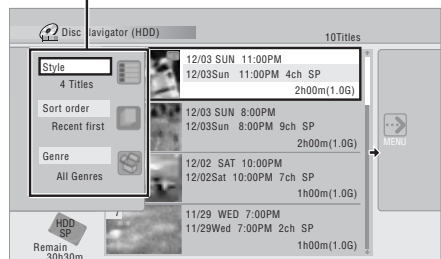 Disc Navigator (HDD)
10Titles
Style
4 Titles
Sort order
Recent first
Genre
All Genres
12/03 SUN 11:00PM
12/03Sun 11:00PM 4ch SP
2h00m(1.0G)
12/03 SUN 8:00PM
12/03Sun 8:00PM 9ch SP
2h00m(1.0G)
12/02 SAT 10:00PM
12/02Sat 10:00PM 7ch SP
1h00m(1.0G)
7
11/29 WED 7:00PM
11/29Wed 7:00PM 2ch SP
1h00m(1.0G)
MENU
HDD
SP
Remain
30h30m